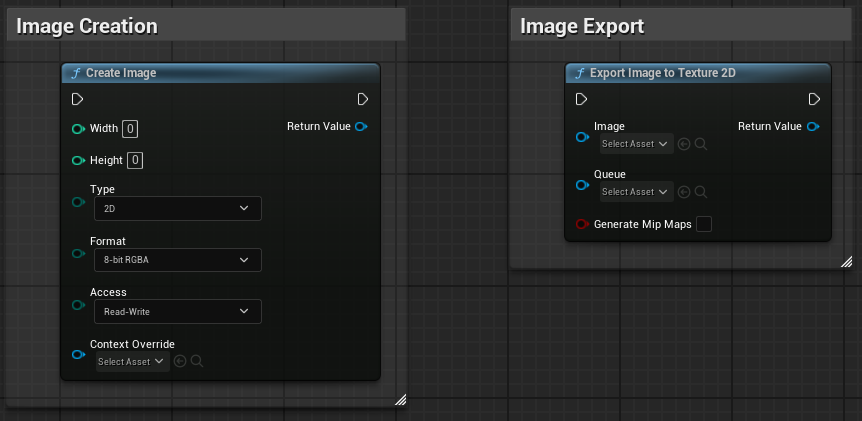 Image Creation
f Create Image
Width 0
Return Value
Height 0
Type
2D
Format
8-bit RGBA
Access
Read-Write
Context Override
Select Asset
Image Export
f Export Image to Texture 2D
Image
Return Value
Select Asset
Queue
Select Asset
Generate Mip Maps